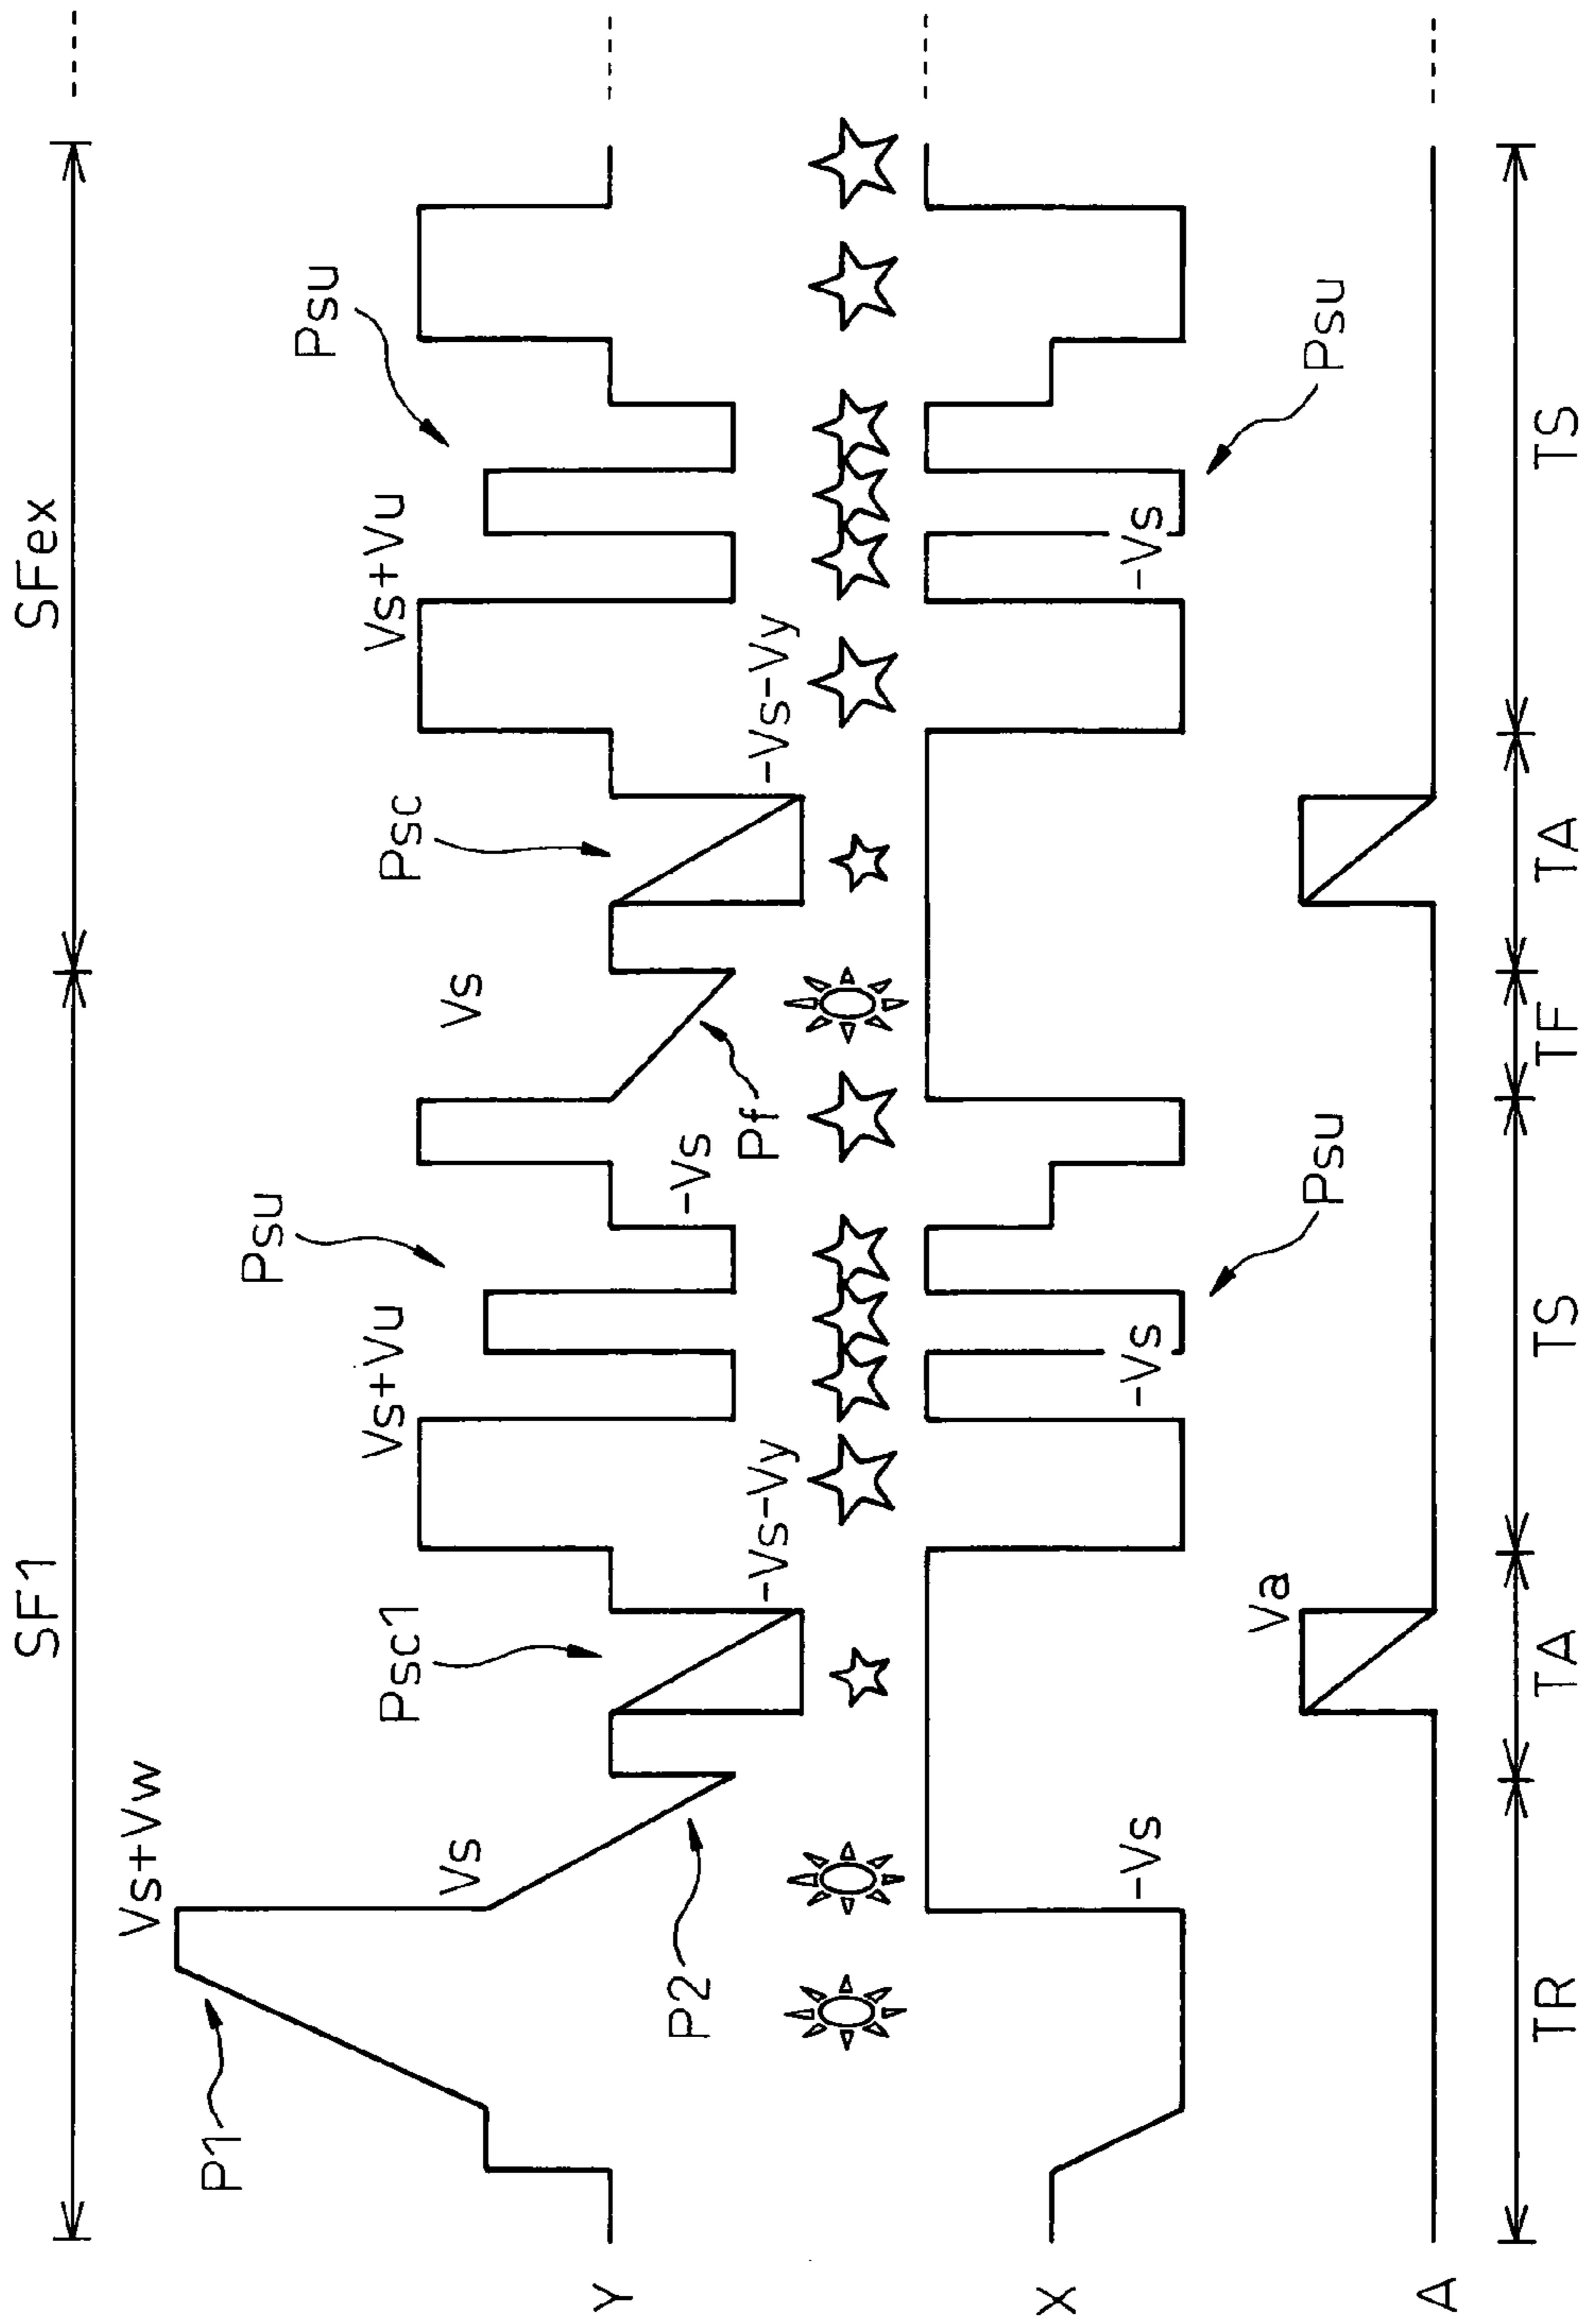 SF1
SFex
Vs+Vw
P1
Vs
P2
Psc1
-Vs-Vy
Vs+Vu
Psu
-Vs
Pf
Vs
Psc
-Vs-Vy
Vs+Vu
Psu
Y
X
-Vs
-Vs
Psu
-Vs
Psu
A
Va
TR
TA
TS
TF
TA
TS